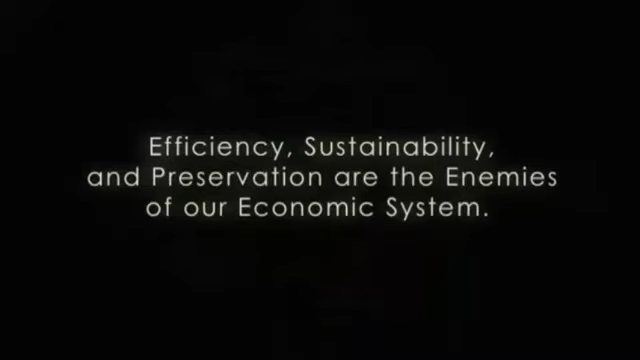 Efficiency, Sustainability,
and Preservation are the Enemies
of our Economic System.